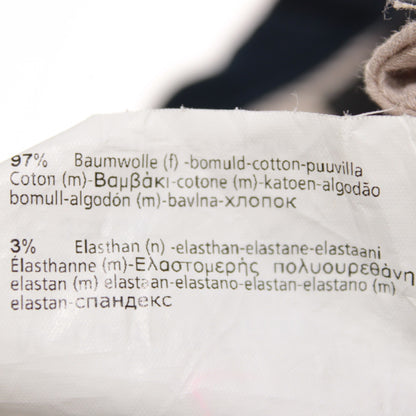 97% Baumwolle (f) -bomuld-cotton-puuvilla
Coton (m)-Βαμβάκι-cotone (m)-katoen-algodão
bomull-algodón (m)-bavlna-хлопок
3% Elasthan (n) -elasthan-elastane-elastaani
Élasthanne (m)-Ελαστομερής πολυουρεθάνη
elastan (m) elastaan-elastano-elastan-elastano (m)
elastan-спандекс